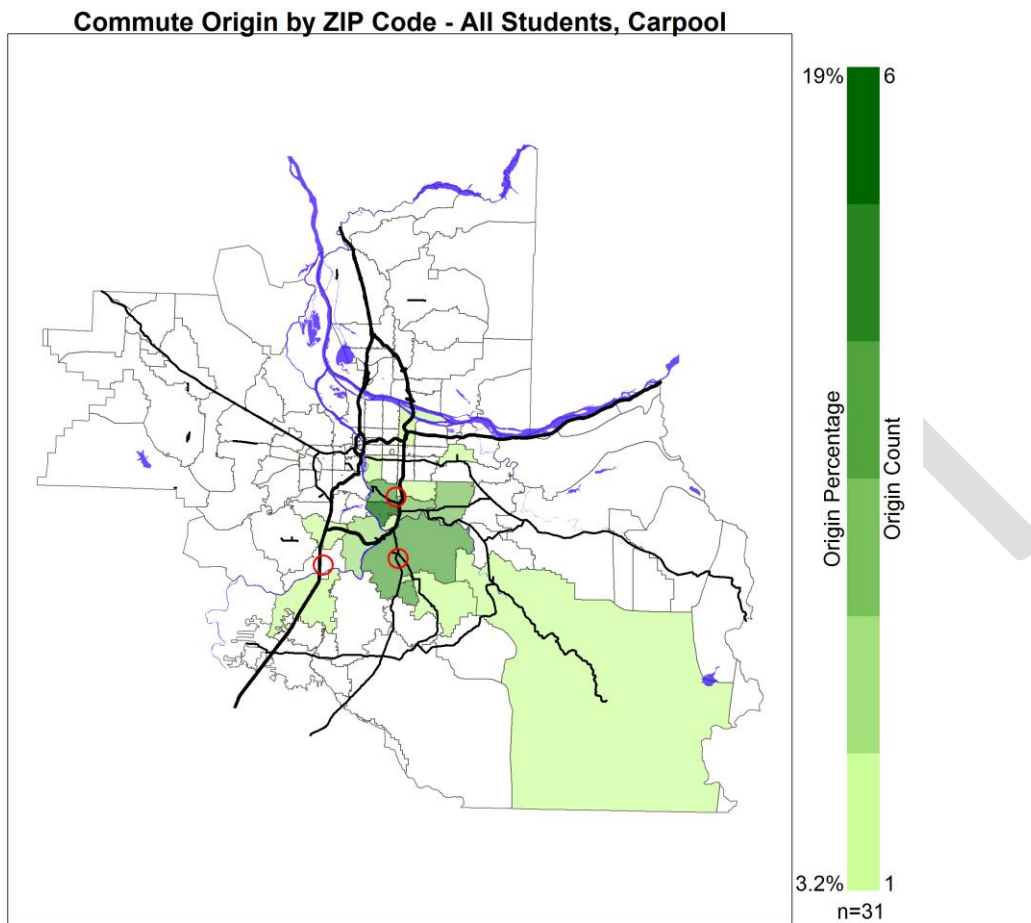 Commute Origin by ZIP Code - All Students, Carpool
19% 6
Origin Percentage
Origin Count
3.2% 1
n=31